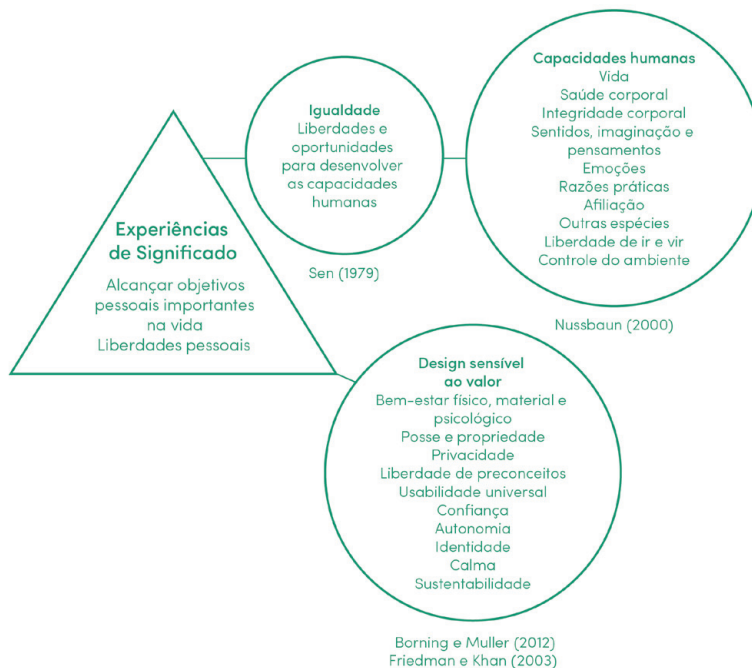 Experiências
de Significado
Alcançar objetivos
pessoais importantes
na vida
Liberdades pessoais
Igualdade
Liberdades e
oportunidades
para desenvolver
as capacidades
humanas
Sen (1979)
Capacidades humanas
Vida
Saúde corporal
Integridade corporal
Sentidos, imaginação e
pensamentos
Emoções
Razões práticas
Afiliação
Outras espécies
Liberdade de ir e vir
Controle do ambiente
Nussbaun (2000)
Design sensível
ao valor
Bem-estar físico, material e
psicológico
Posse e propriedade
Privacidade
Liberdade de preconceitos
Usabilidade universal
Confiança
Autonomia
Identidade
Calma
Sustentabilidade
Borning e Muller (2012)
Friedman e Khan (2003)